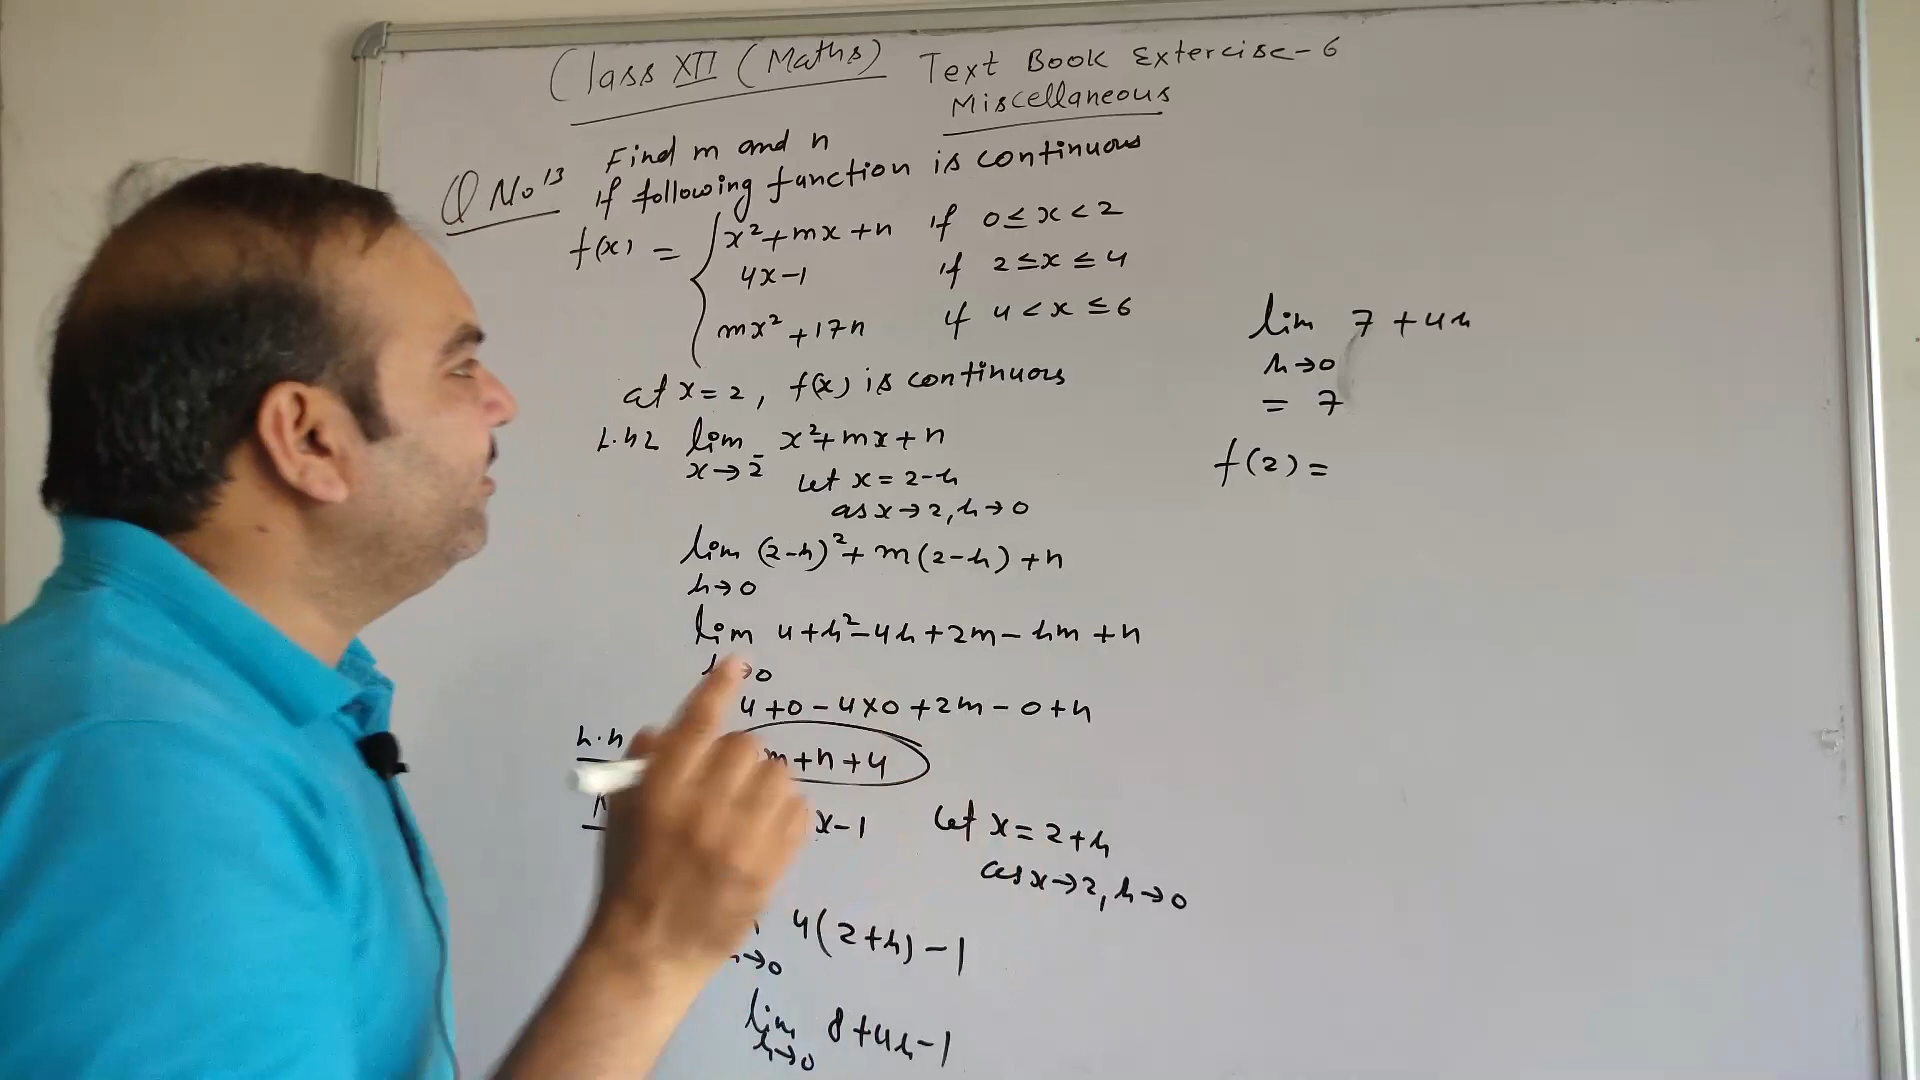 Class XII (Maths) Text Book Extercise-6
Miscellaneous
Q No 13 Find m and n
if following function is continuous
f(x) = { x²+mx+n if 0≤x<2
4x-1 if 2≤x≤4
mx²+17n if 4<x≤6
at x=2, f(x) is continuous
L.h.L lim x→2⁻ x²+mx+n
Let x=2-h
as x→2, h→0
lim h→0 (2-h)²+m(2-h)+n
lim h→0 4+h²-4h+2m-hm+n
4+0-4×0+2m-0+n
m+n+4
x-1 Let x=2+h
as x→2, h→0
4(2+h)-1
→0
lim h→0 8+4h-1
lim h→0 7+4h
= 7
f(2)=